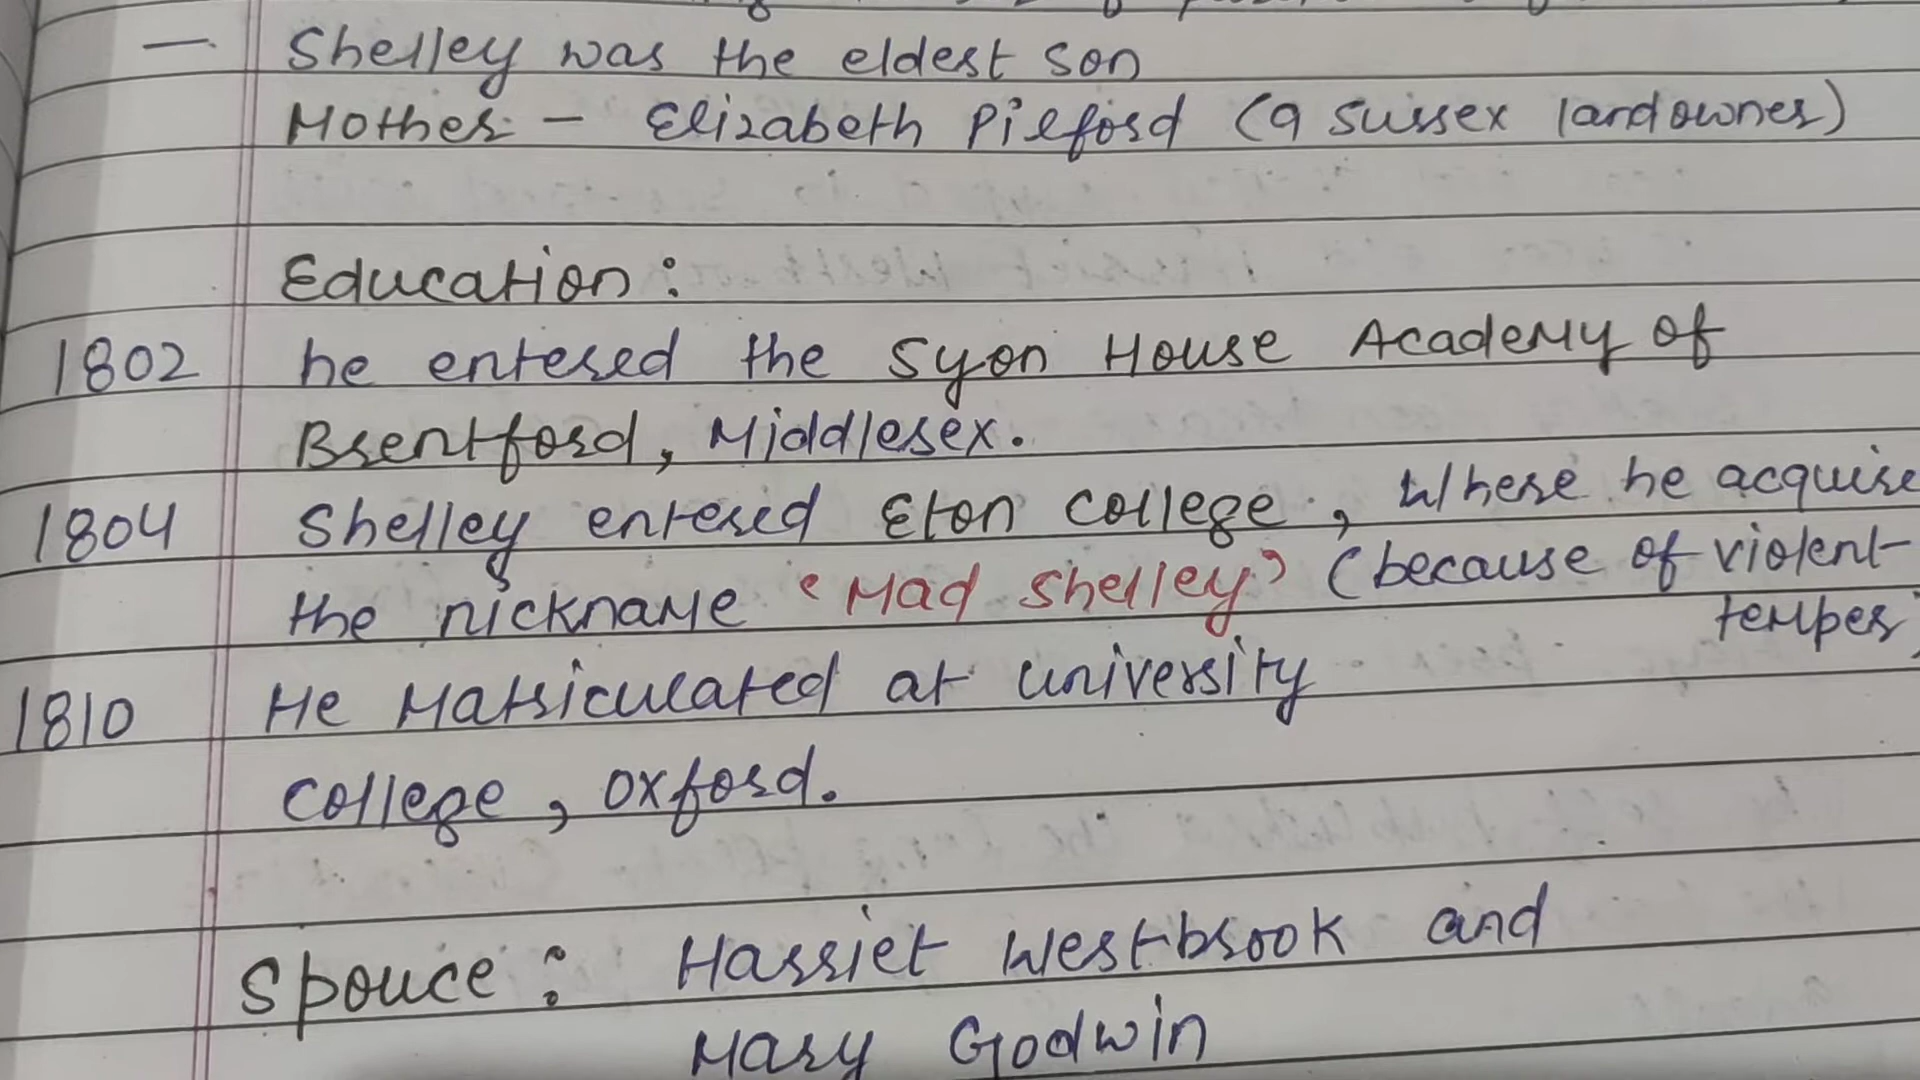 — Shelley was the eldest son
Mother - Elizabeth Pilford (a Sussex landowner)
Education :
1802 he entered the Syon House Academy of
Brentford, Middlesex.
1804 Shelley entered Eton College, where he acquire
the nickname 'Mad Shelley' (because of violent
temper)
1810 He Matriculated at University
College, Oxford.
Spouce : Harriet Westbrook and
Mary Godwin